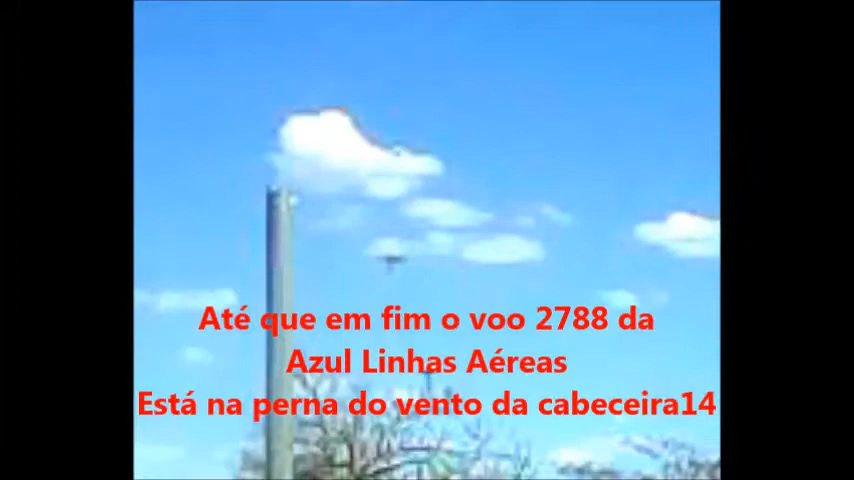 Até que em fim o voo 2788 da
Azul Linhas Aéreas
Está na perna do vento da cabeceira14